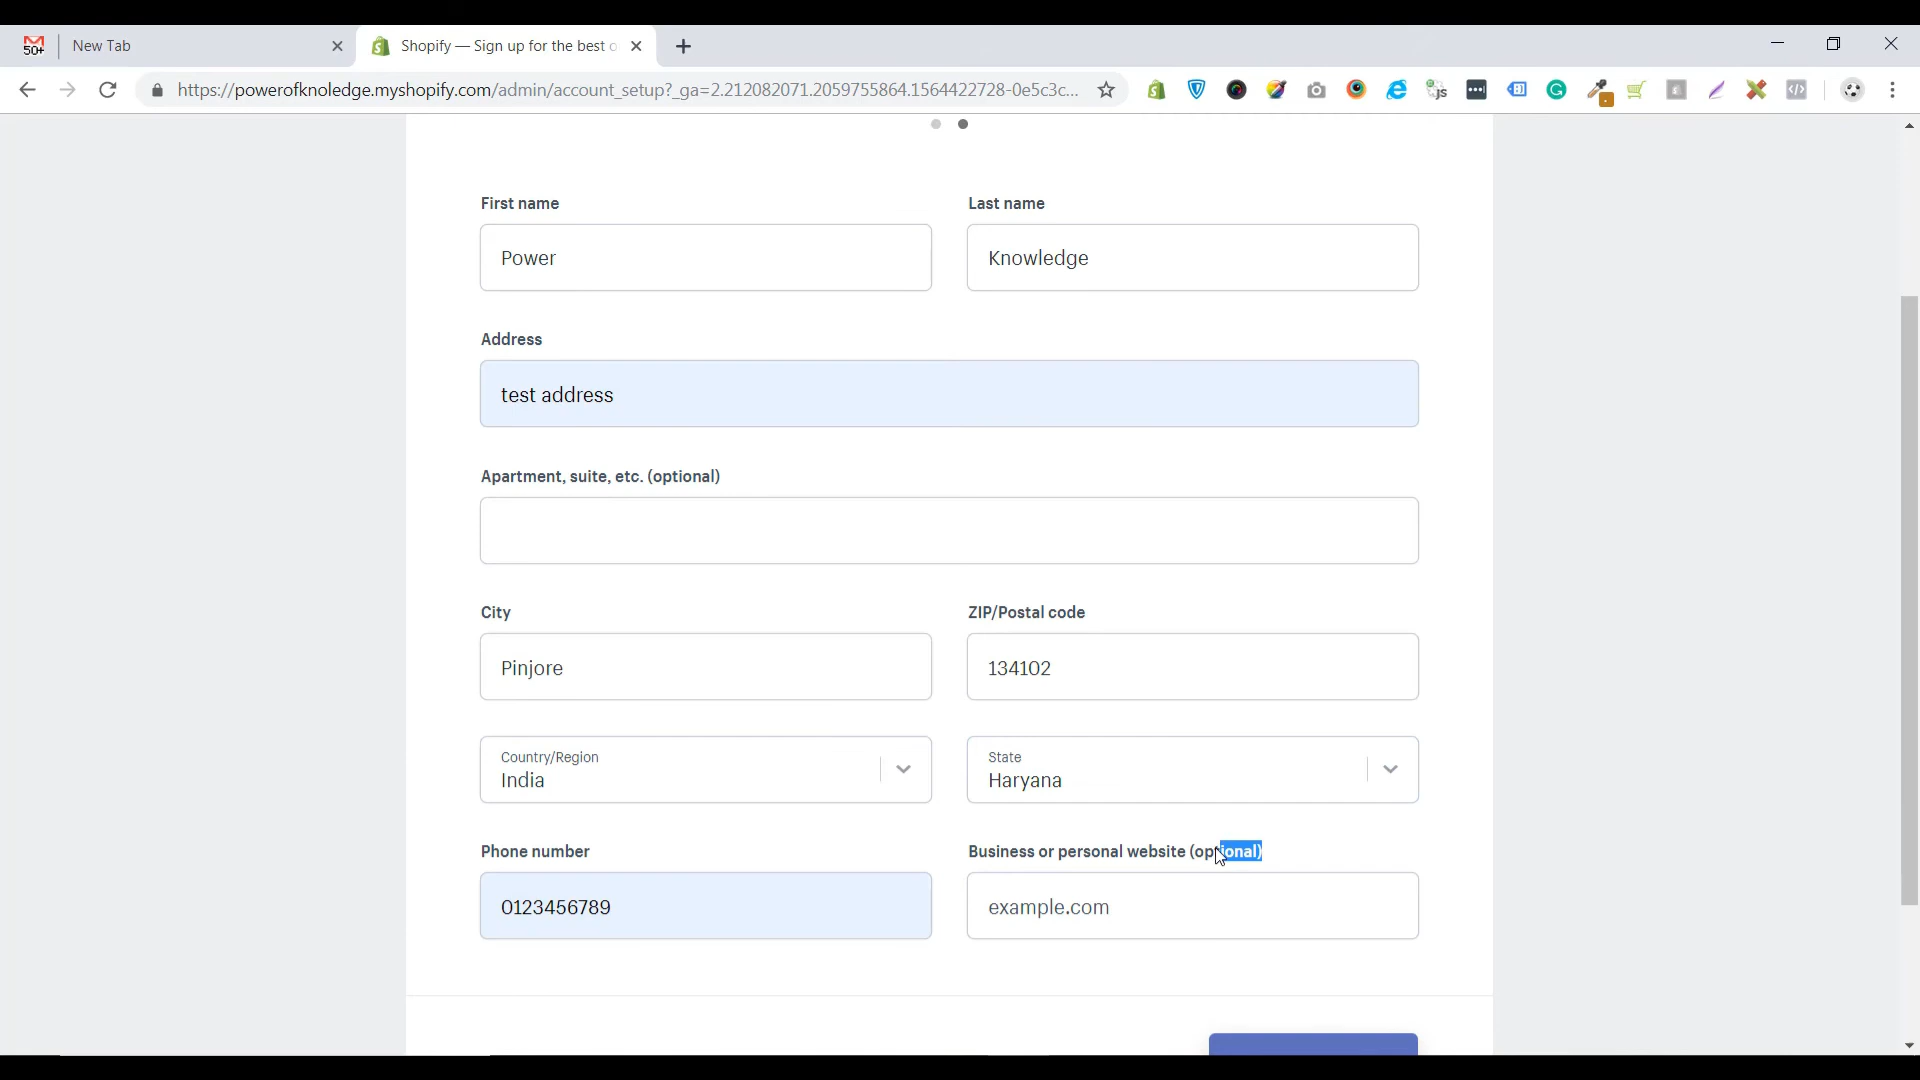 50+
New Tab
Shopify — Sign up for the best o
https://powerofknoledge.myshopify.com/admin/account_setup?_ga=2.212082071.2059755864.1564422728-0e5c3c...
First name
Last name
Power
Knowledge
Address
test address
Apartment, suite, etc. (optional)
City
ZIP/Postal code
Pinjore
134102
Country/Region
India
State
Haryana
Phone number
Business or personal website (optional)
0123456789
example.com